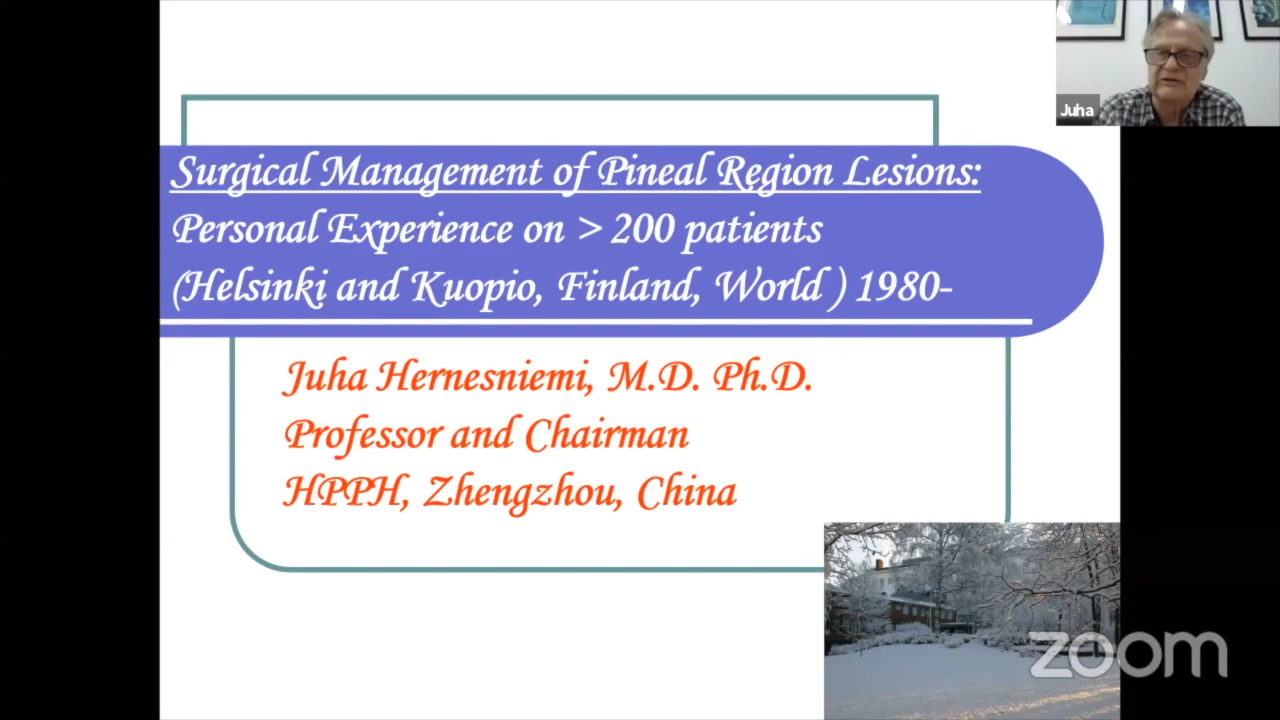 Juha
Surgical Management of Pineal Region Lesions:
Personal Experience on > 200 patients
(Helsinki and Kuopio, Finland, World ) 1980-
Juha Hernesniemi, M.D. Ph.D.
Professor and Chairman
HPPH, Zhengzhou, China
zoom